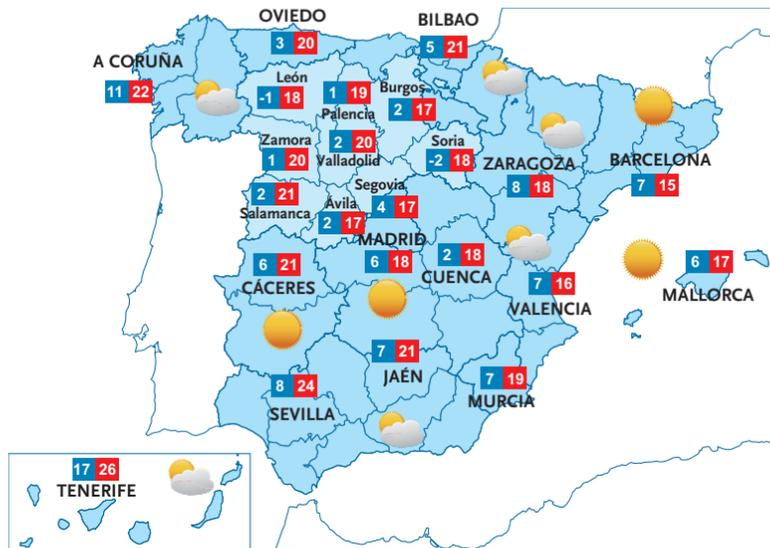 OVIEDO
3 20
BILBAO
5 21
A CORUÑA
11 22
León
-1 18
1 19
Palencia
Burgos
2 17
Zamora
1 20
2 20
Valladolid
Soria
-2 18
ZARAGOZA
8 18
BARCELONA
7 15
2 21
Salamanca
Ávila
2 17
Segovia
4 17
MADRID
6 18
2 18
CUENCA
6 21
CÁCERES
7 16
VALENCIA
6 17
MALLORCA
7 21
JAÉN
7 19
MURCIA
8 24
SEVILLA
17 26
TENERIFE